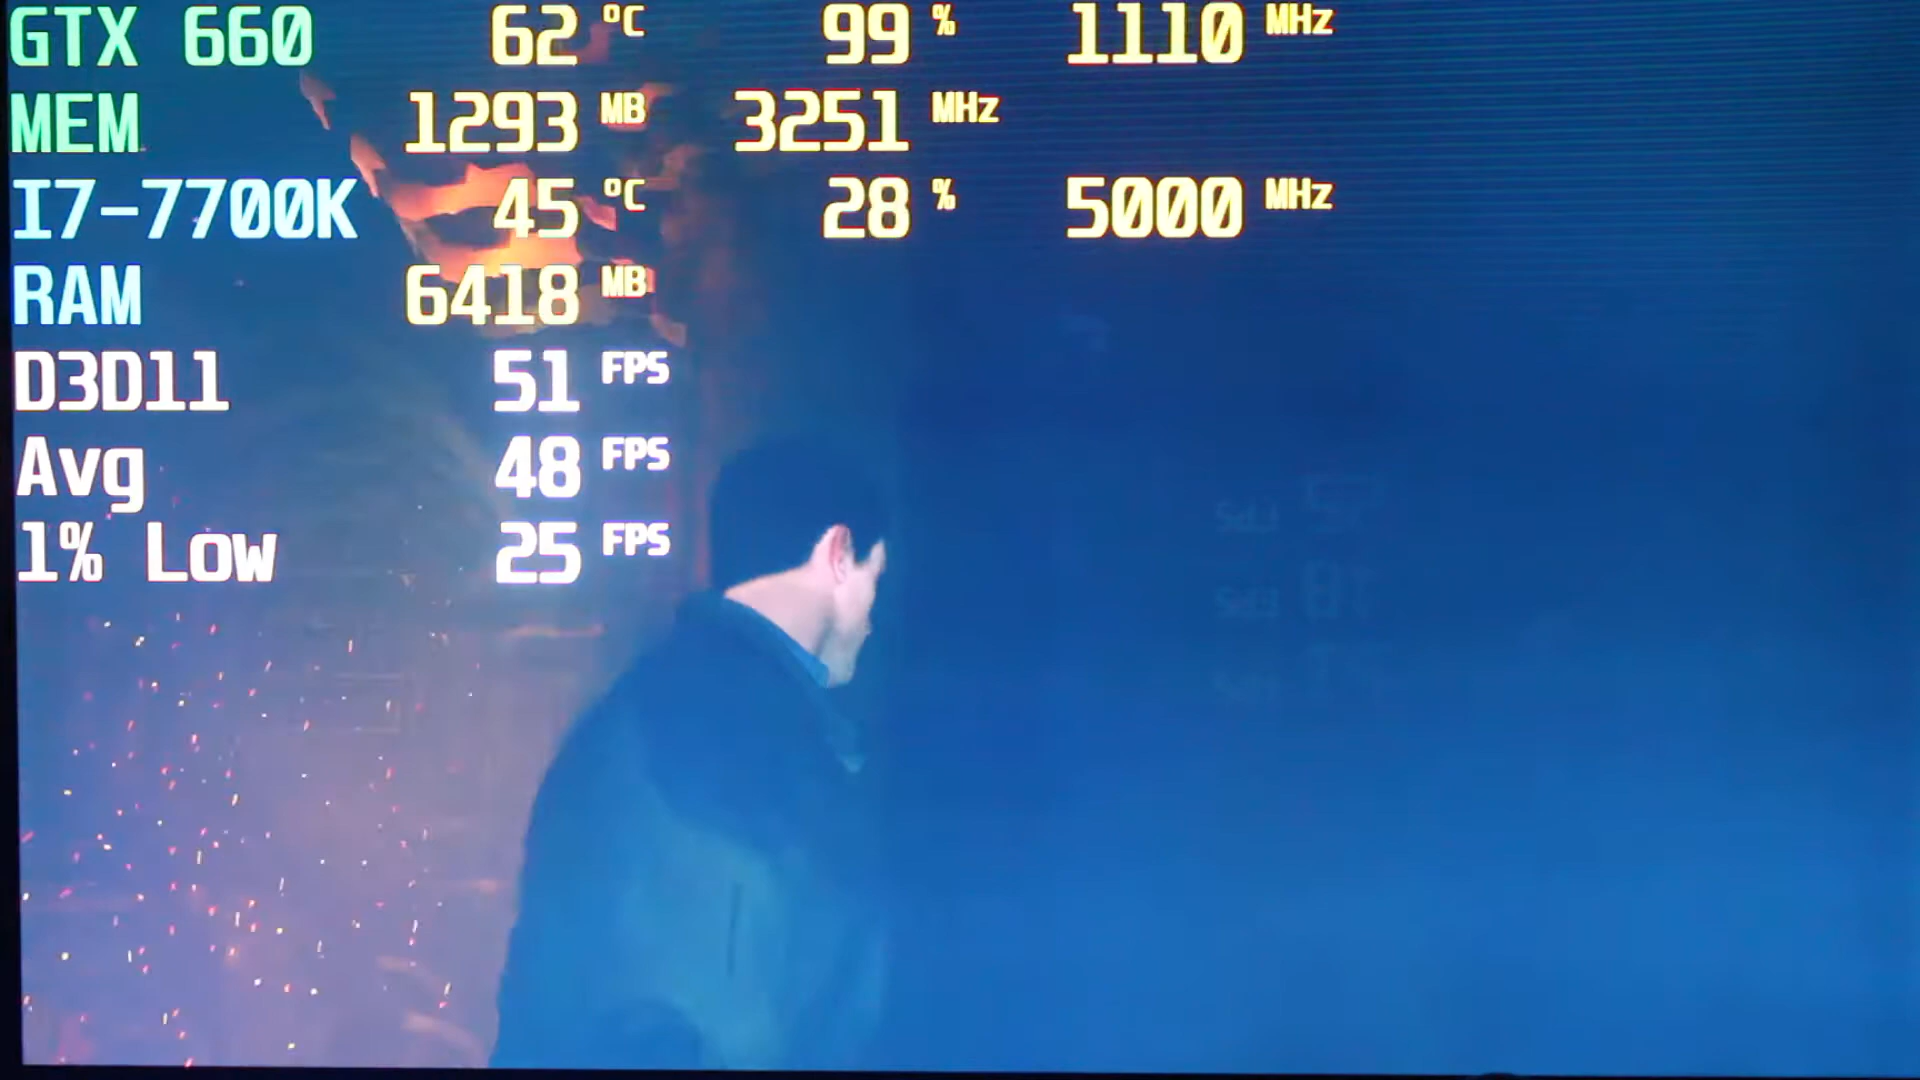 GTX 660 62 °C 99 % 1110 MHz
MEM 1293 MB 3251 MHz
I7-7700K 45 °C 28 % 5000 MHz
RAM 6418 MB
D3D11 51 FPS
Avg 48 FPS
1% Low 25 FPS